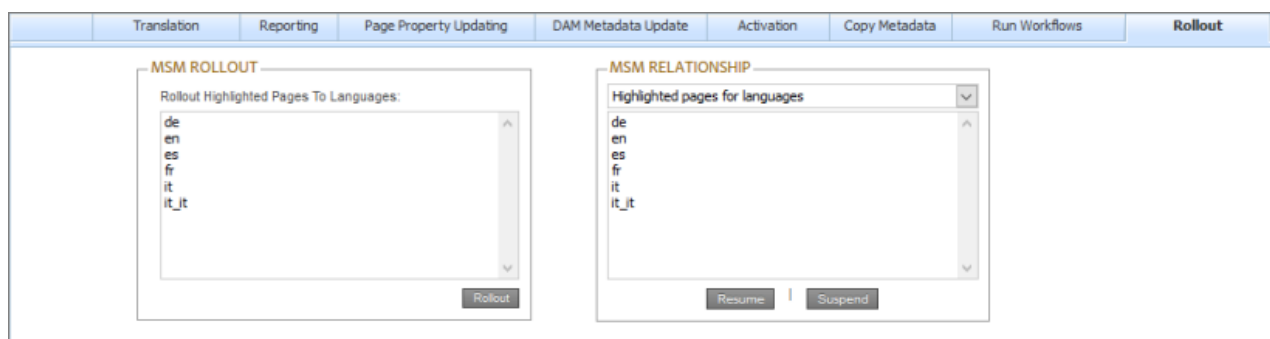 Translation Reporting Page Property Updating DAM Metadata Update Activation Copy Metadata Run Workflows Rollout
MSM ROLLOUT
Rollout Highlighted Pages To Languages:
de
en
es
fr
it
it_it
Rollout
MSM RELATIONSHIP
Highlighted pages for languages
de
en
es
fr
it
it_it
Resume | Suspend